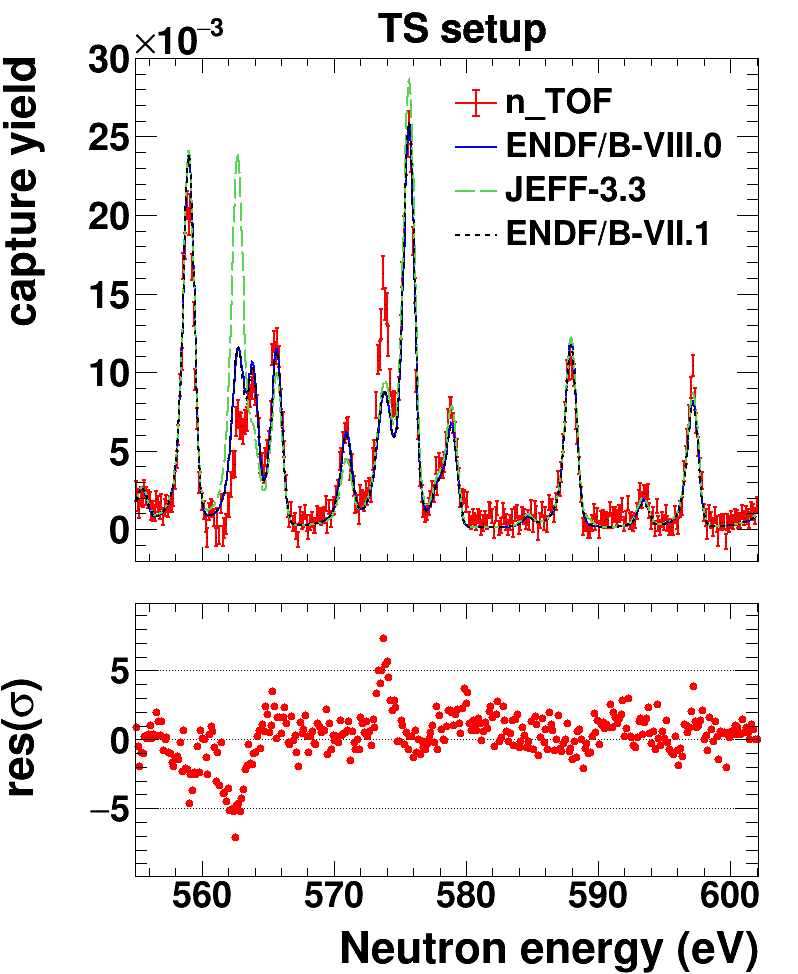 TS setup
×10⁻³
capture yield
30
25
20
15
10
5
0
n_TOF
ENDF/B-VIII.0
JEFF-3.3
ENDF/B-VII.1
res(σ)
5
0
−5
560 570 580 590 600
Neutron energy (eV)